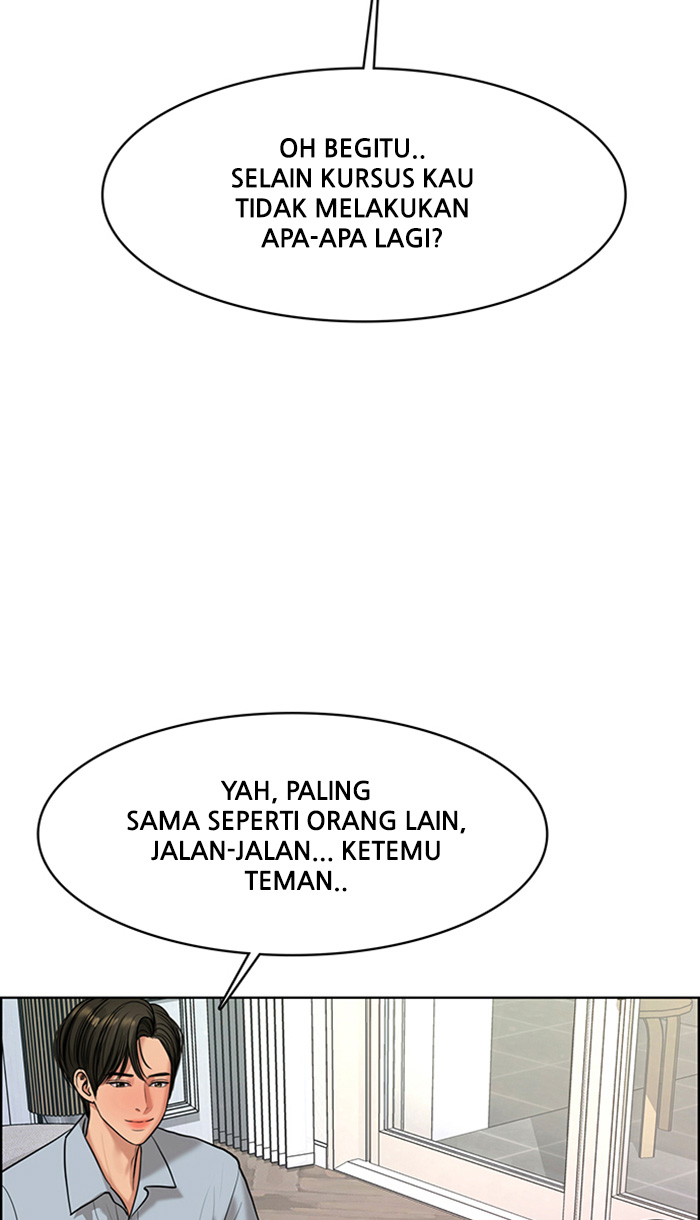 OH BEGITU..
SELAIN KURSUS KAU
TIDAK MELAKUKAN
APA-APA LAGI?
YAH, PALING
SAMA SEPERTI ORANG LAIN,
JALAN-JALAN... KETEMU
TEMAN..